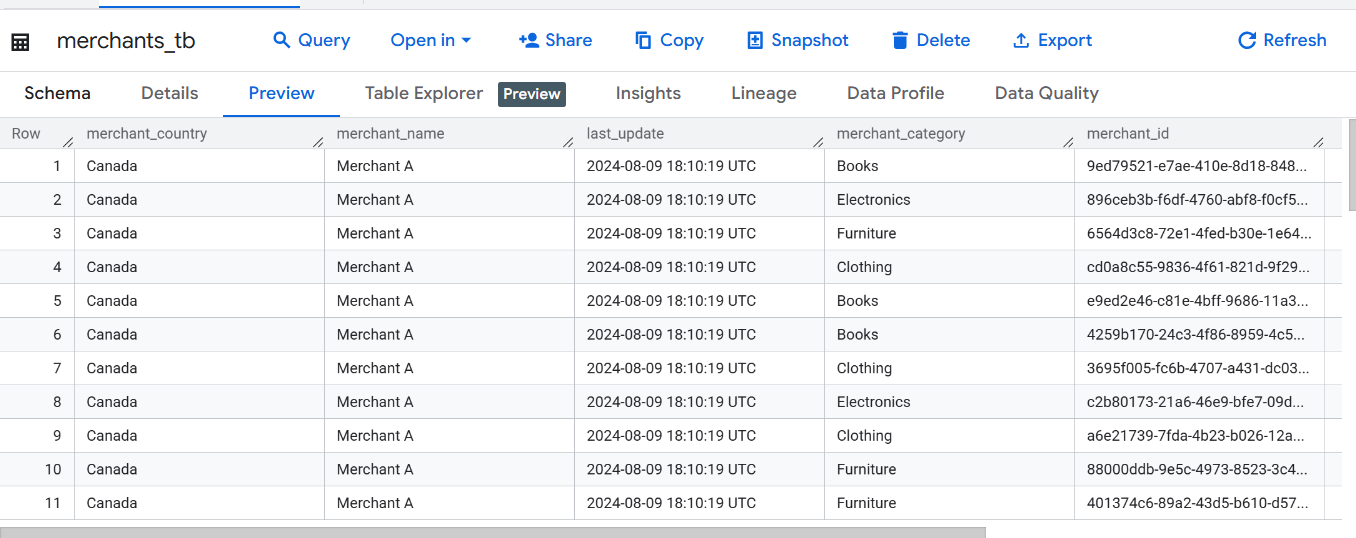 merchants_tb Query Open in Share Copy Snapshot Delete Export Refresh
Schema Details Preview Table Explorer Preview Insights Lineage Data Profile Data Quality
Row merchant_country merchant_name last_update merchant_category merchant_id
1 Canada Merchant A 2024-08-09 18:10:19 UTC Books 9ed79521-e7ae-410e-8d18-848...
2 Canada Merchant A 2024-08-09 18:10:19 UTC Electronics 896ceb3b-f6df-4760-abf8-f0cf5...
3 Canada Merchant A 2024-08-09 18:10:19 UTC Furniture 6564d3c8-72e1-4fed-b30e-1e64...
4 Canada Merchant A 2024-08-09 18:10:19 UTC Clothing cd0a8c55-9836-4f61-821d-9f29...
5 Canada Merchant A 2024-08-09 18:10:19 UTC Books e9ed2e46-c81e-4bff-9686-11a3...
6 Canada Merchant A 2024-08-09 18:10:19 UTC Books 4259b170-24c3-4f86-8959-4c5...
7 Canada Merchant A 2024-08-09 18:10:19 UTC Clothing 3695f005-fc6b-4707-a431-dc03...
8 Canada Merchant A 2024-08-09 18:10:19 UTC Electronics c2b80173-21a6-46e9-bfe7-09d...
9 Canada Merchant A 2024-08-09 18:10:19 UTC Clothing a6e21739-7fda-4b23-b026-12a...
10 Canada Merchant A 2024-08-09 18:10:19 UTC Furniture 88000ddb-9e5c-4973-8523-3c4...
11 Canada Merchant A 2024-08-09 18:10:19 UTC Furniture 401374c6-89a2-43d5-b610-d57...